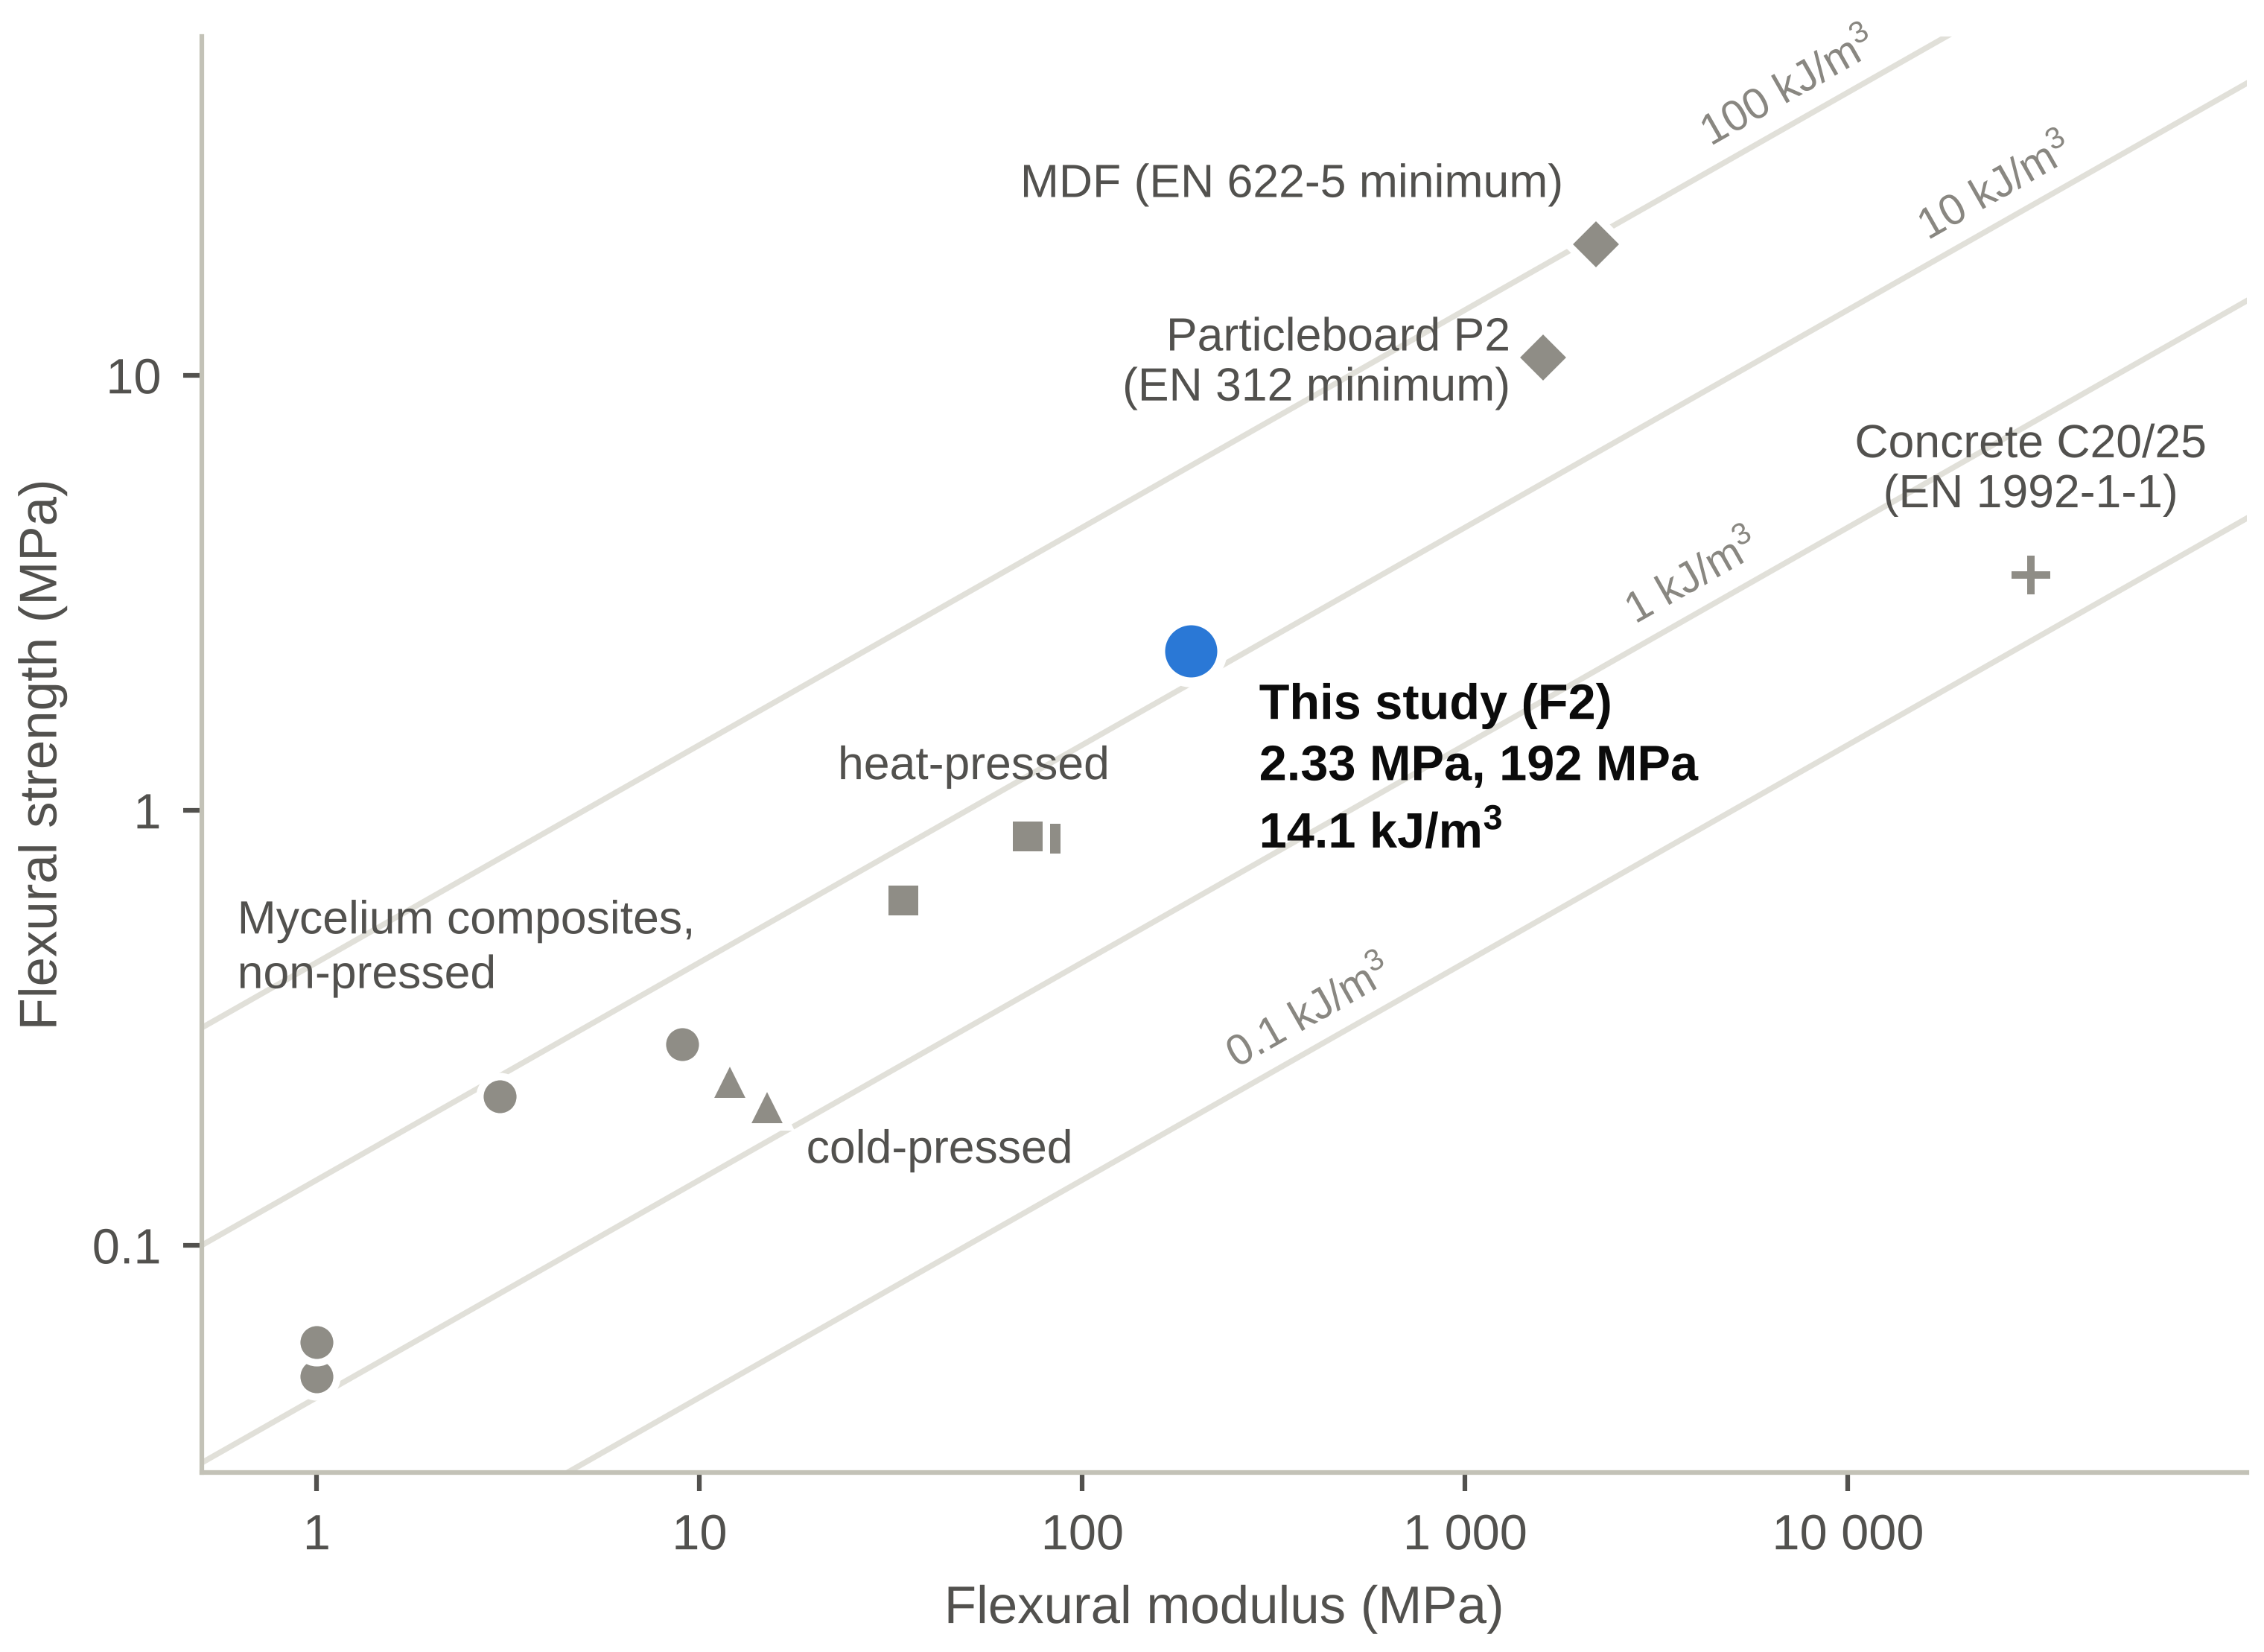 100 kJ/m³
10 kJ/m³
MDF (EN 622-5 minimum)
Particleboard P2
(EN 312 minimum)
10
Concrete C20/25
(EN 1992-1-1)
1 kJ/m³
This study (F2)
2.33 MPa, 192 MPa
14.1 kJ/m³
heat-pressed
1
Mycelium composites,
non-pressed
0.1 kJ/m³
cold-pressed
0.1
Flexural strength (MPa)
1
10
100
1 000
10 000
Flexural modulus (MPa)